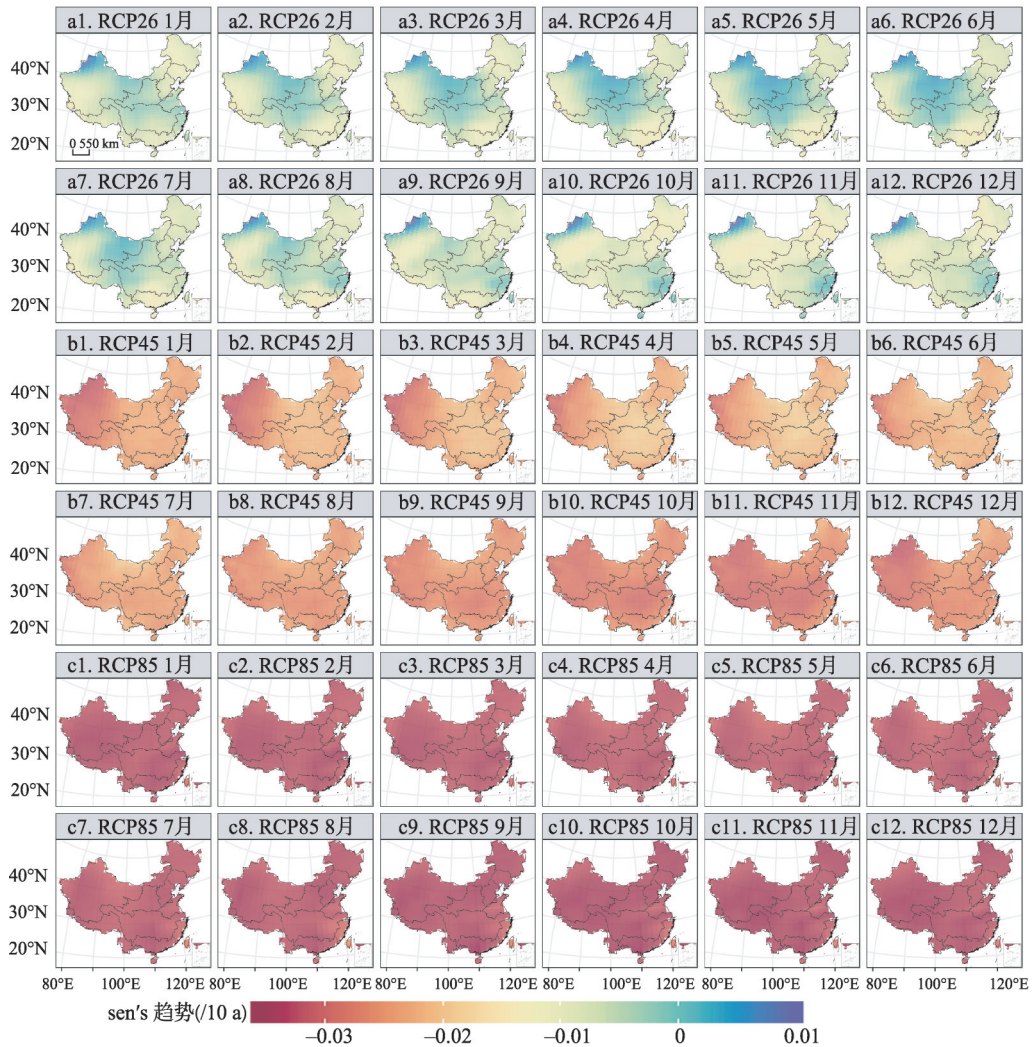 a1. RCP26 1月 a2. RCP26 2月 a3. RCP26 3月 a4. RCP26 4月 a5. RCP26 5月 a6. RCP26 6月
40°N
30°N
20°N
0 550 km
a7. RCP26 7月 a8. RCP26 8月 a9. RCP26 9月 a10. RCP26 10月 a11. RCP26 11月 a12. RCP26 12月
40°N
30°N
20°N
b1. RCP45 1月 b2. RCP45 2月 b3. RCP45 3月 b4. RCP45 4月 b5. RCP45 5月 b6. RCP45 6月
40°N
30°N
20°N
b7. RCP45 7月 b8. RCP45 8月 b9. RCP45 9月 b10. RCP45 10月 b11. RCP45 11月 b12. RCP45 12月
40°N
30°N
20°N
c1. RCP85 1月 c2. RCP85 2月 c3. RCP85 3月 c4. RCP85 4月 c5. RCP85 5月 c6. RCP85 6月
40°N
30°N
20°N
c7. RCP85 7月 c8. RCP85 8月 c9. RCP85 9月 c10. RCP85 10月 c11. RCP85 11月 c12. RCP85 12月
40°N
30°N
20°N
80°E 100°E 120°E 80°E 100°E 120°E 80°E 100°E 120°E 80°E 100°E 120°E 80°E 100°E 120°E 80°E 100°E 120°E
sen's 趋势(/10 a)
−0.03 −0.02 −0.01 0 0.01